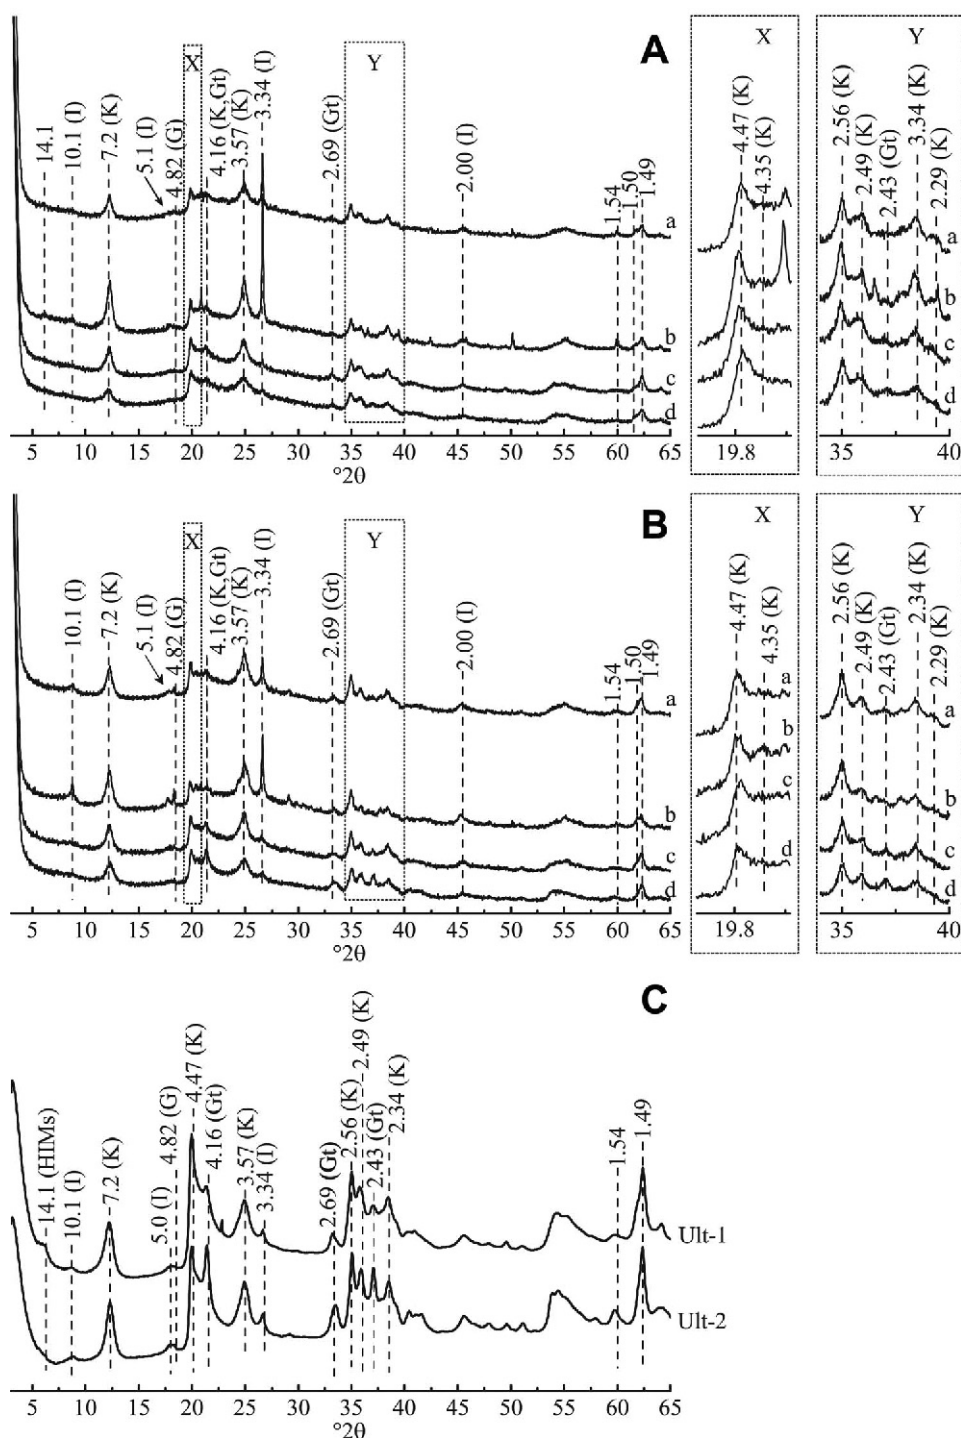 A
14.1
10.1 (I)
7.2 (K)
5.1 (I)
4.82 (G)
X
4.16 (K,Gt)
3.57 (K)
3.34 (I)
2.69 (Gt)
Y
2.00 (I)
1.54
1.50
1.49
a
b
c
d
5 10 15 20 25 30 35 40 45 50 55 60 65
°2θ
X
4.47 (K)
4.35 (K)
19.8
Y
2.56 (K)
2.49 (K)
2.43 (Gt)
3.34 (K)
2.29 (K)
a
b
c
d
35 40
B
10.1 (I)
7.2 (K)
5.1 (I)
4.82 (G)
X
4.16 (K,Gt)
3.57 (K)
3.34 (I)
2.69 (Gt)
Y
2.00 (I)
1.54
1.50
1.49
a
b
c
d
5 10 15 20 25 30 35 40 45 50 55 60 65
°2θ
X
4.47 (K)
4.35 (K)
a
b
c
d
19.8
Y
2.56 (K)
2.49 (K)
2.43 (Gt)
2.34 (K)
2.29 (K)
a
b
c
d
35 40
C
14.1 (HIMs)
10.1 (I)
7.2 (K)
5.0 (I)
4.82 (G)
4.47 (K)
4.16 (Gt)
3.57 (K)
3.34 (I)
2.69 (Gt)
2.56 (K)
2.49 (K)
2.43 (Gt)
2.34 (K)
1.54
1.49
Ult-1
Ult-2
5 10 15 20 25 30 35 40 45 50 55 60 65
°2θ